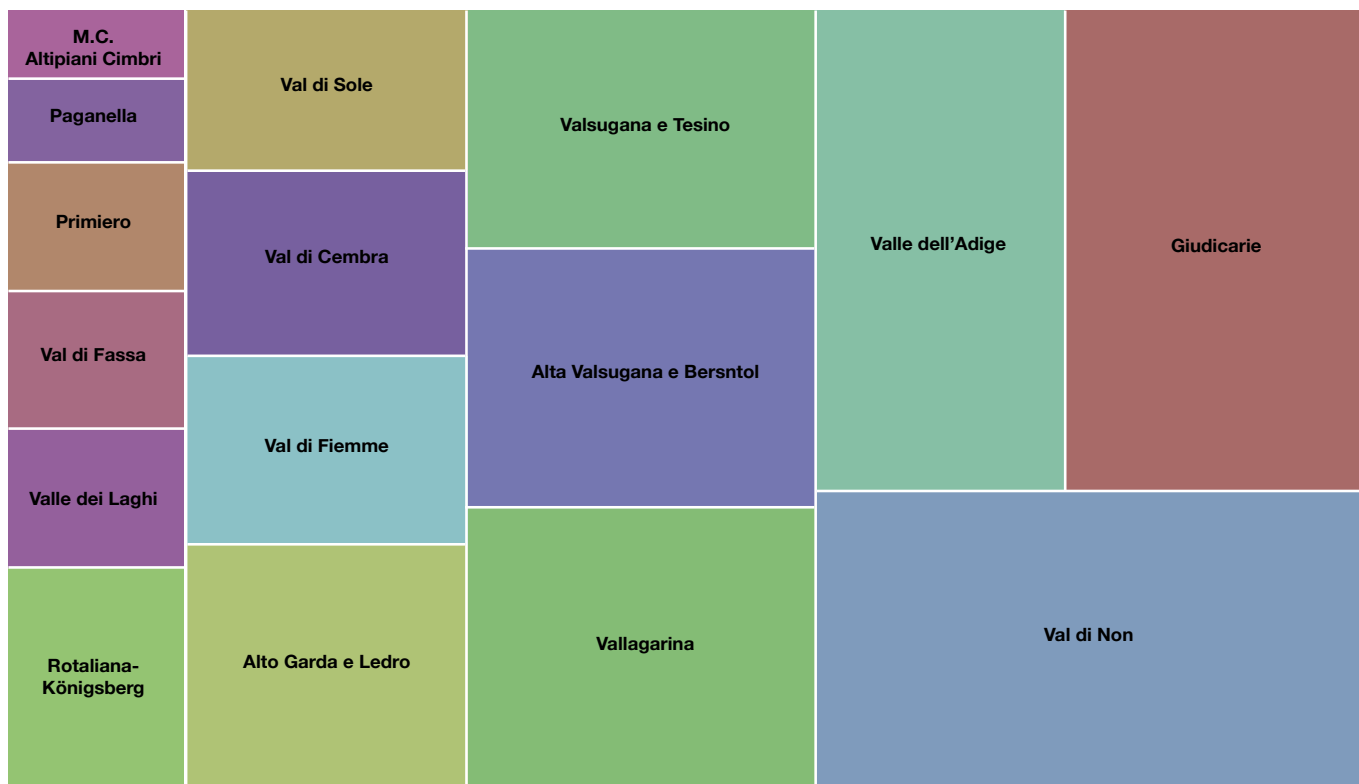 M.C.
Altipiani Cimbri
Paganella
Primiero
Val di Fassa
Valle dei Laghi
Rotaliana-
Königsberg
Val di Sole
Val di Cembra
Val di Fiemme
Alto Garda e Ledro
Valsugana e Tesino
Alta Valsugana e Bersntol
Vallagarina
Valle dell’Adige
Giudicarie
Val di Non